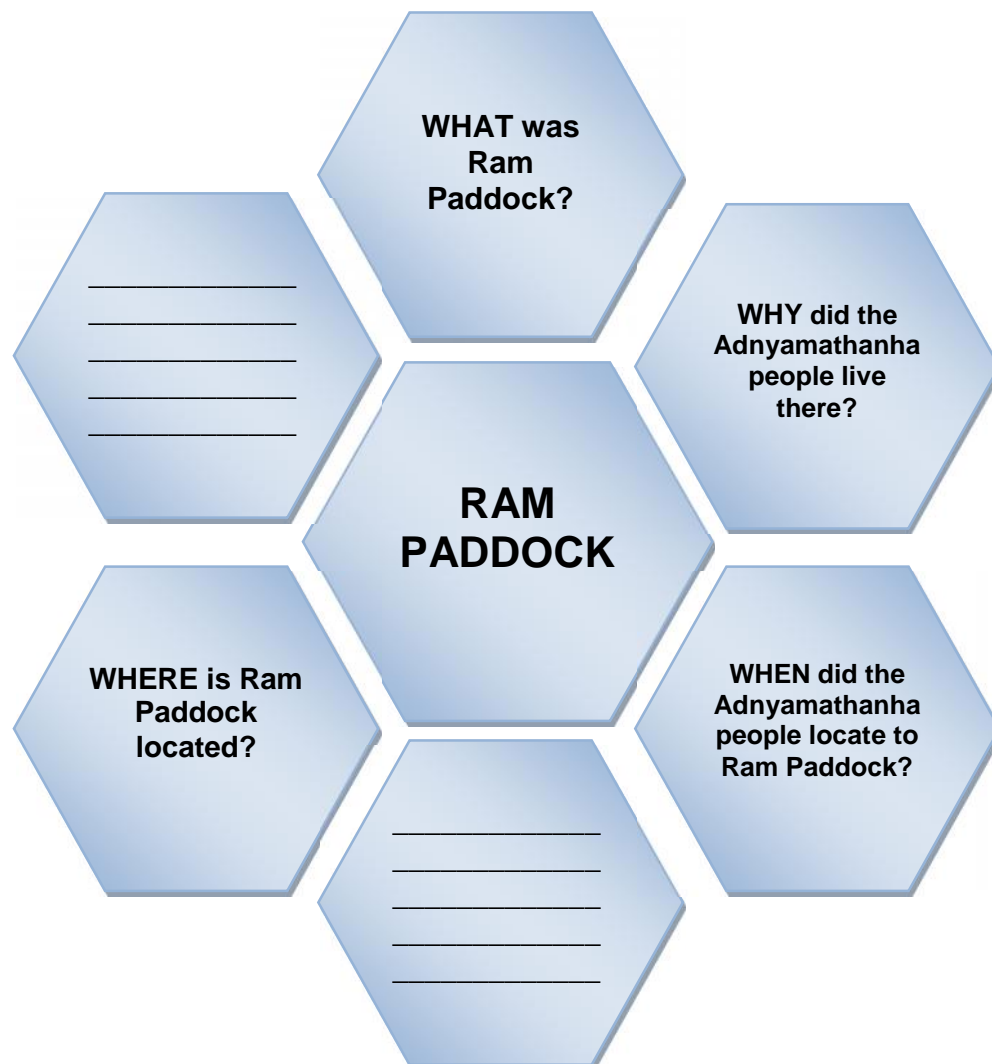 WHAT was
Ram
Paddock?
WHY did the
Adnyamathanha
people live
there?
RAM
PADDOCK
WHERE is Ram
Paddock
located?
WHEN did the
Adnyamathanha
people locate to
Ram Paddock?